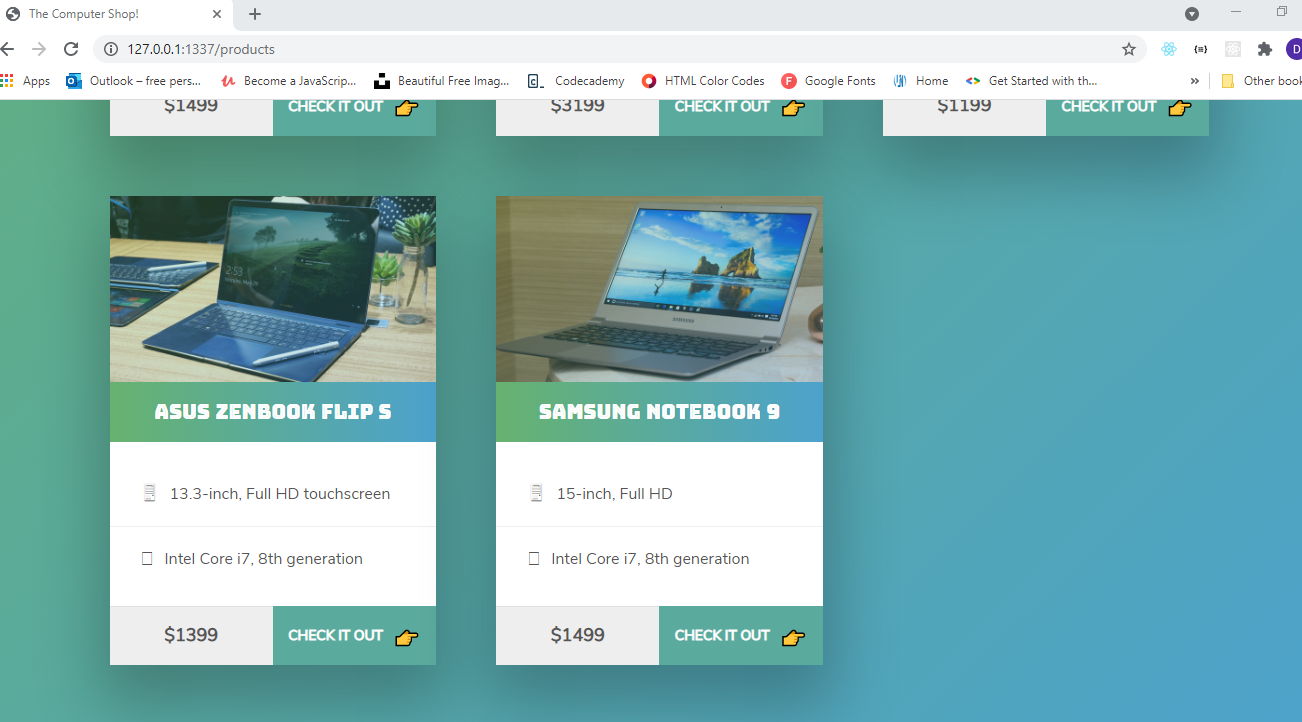 The Computer Shop!
127.0.0.1:1337/products
Apps
Outlook – free pers...
Become a JavaScrip...
Beautiful Free Imag...
Codecademy
HTML Color Codes
Google Fonts
Home
Get Started with th...
»
Other book
D
$1499
CHECK IT OUT
$3199
CHECK IT OUT
$1199
CHECK IT OUT
2:53
SAMSUNG
ASUS ZENBOOK FLIP S
SAMSUNG NOTEBOOK 9
13.3-inch, Full HD touchscreen
15-inch, Full HD
Intel Core i7, 8th generation
Intel Core i7, 8th generation
$1399
CHECK IT OUT
$1499
CHECK IT OUT